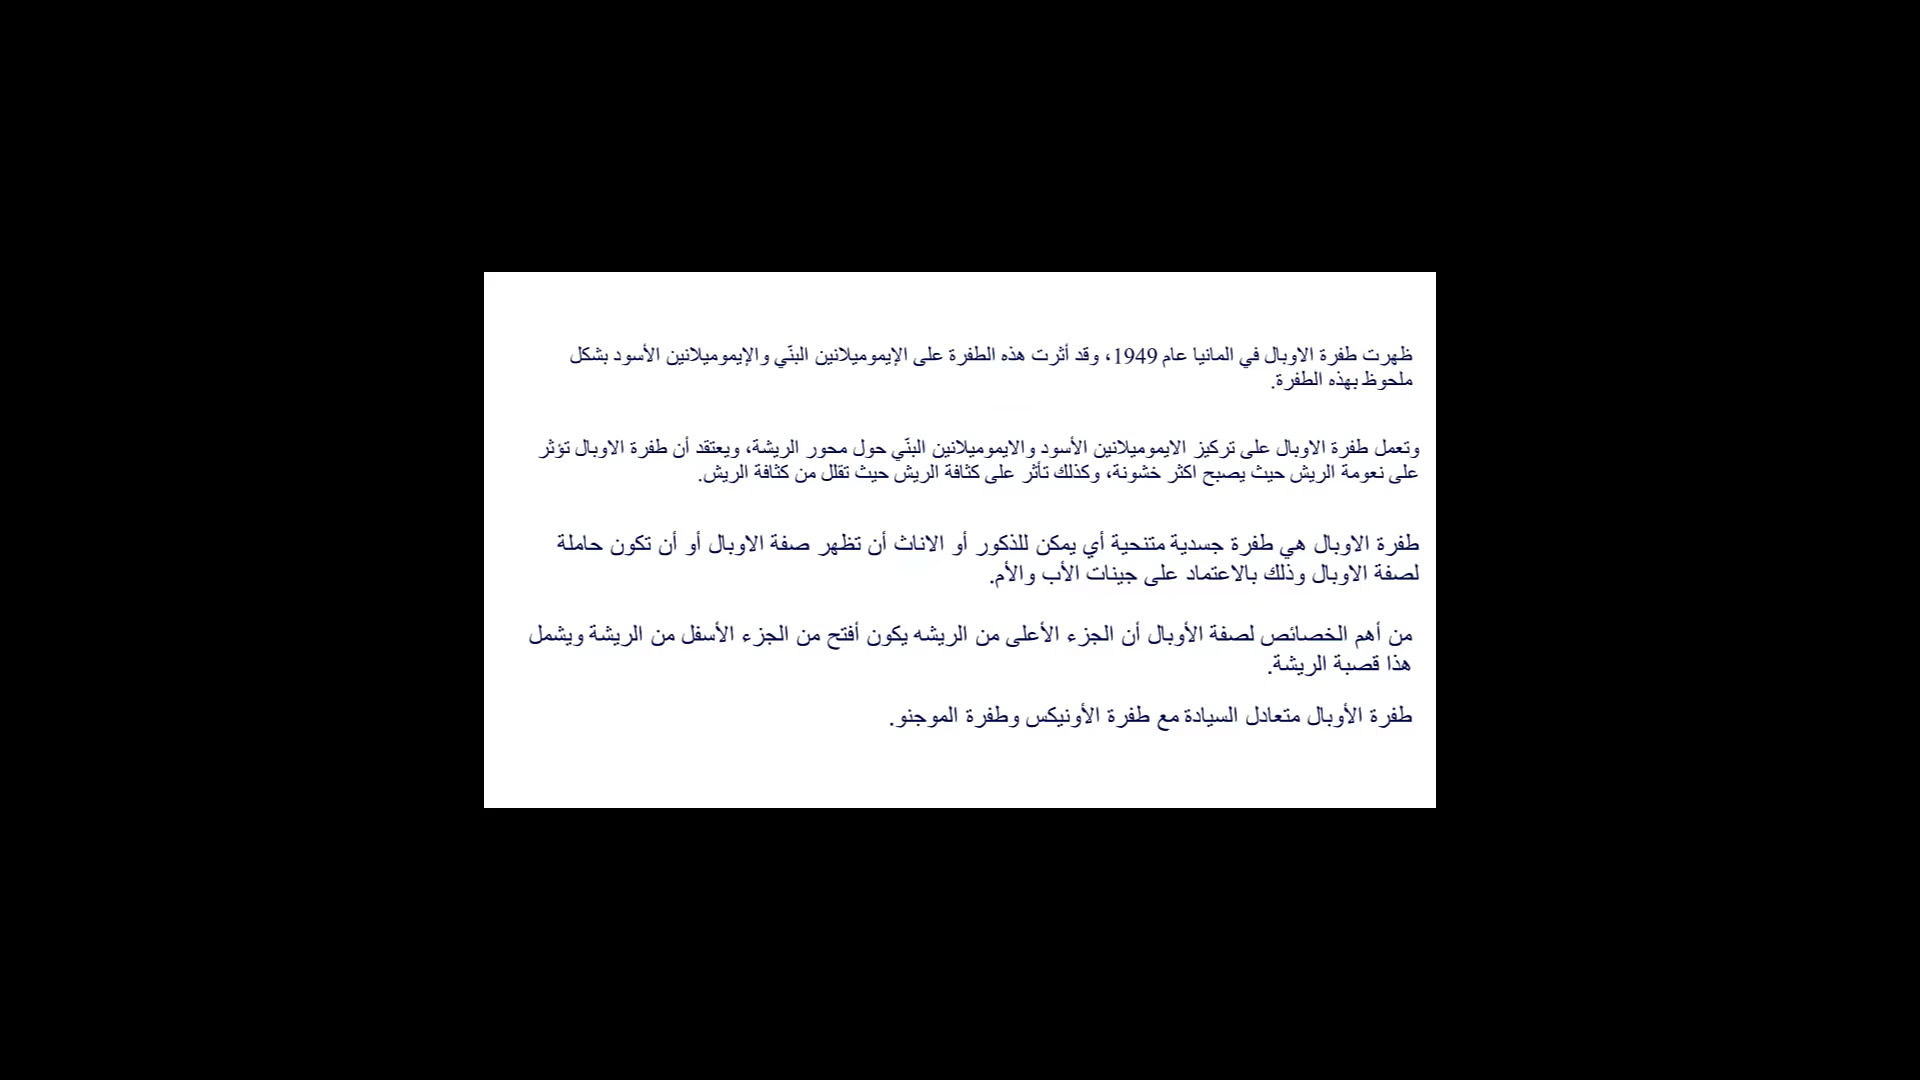 ظهرت طفرة الاوبال في المانيا عام 1949، وقد أثرت هذه الطفرة على الإيموميلانين البنّي والإيموميلانين الأسود بشكل
ملحوظ بهذه الطفرة.
وتعمل طفرة الاوبال على تركيز الايموميلانين الأسود والايموميلانين البنّي حول محور الريشة، ويعتقد أن طفرة الاوبال تؤثر
على نعومة الريش حيث يصبح اكثر خشونة، وكذلك تأثر على كثافة الريش حيث تقلل من كثافة الريش.
طفرة الاوبال هي طفرة جسدية متنحية أي يمكن للذكور أو الاناث أن تظهر صفة الاوبال أو أن تكون حاملة
لصفة الاوبال وذلك بالاعتماد على جينات الأب والأم.
من أهم الخصائص لصفة الأوبال أن الجزء الأعلى من الريشه يكون أفتح من الجزء الأسفل من الريشة ويشمل
هذا قصبة الريشة.
طفرة الأوبال متعادل السيادة مع طفرة الأونيكس وطفرة الموجنو.